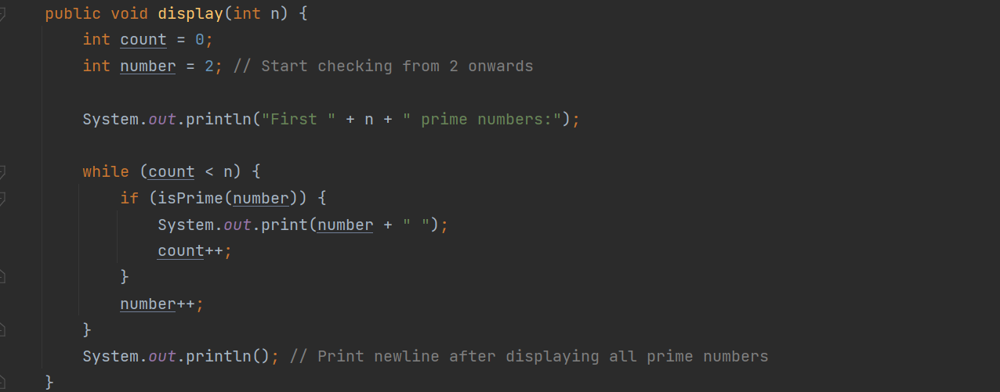 public void display(int n) {
int count = 0;
int number = 2; // Start checking from 2 onwards
System.out.println("First " + n + " prime numbers:");
while (count < n) {
if (isPrime(number)) {
System.out.print(number + " ");
count++;
}
number++;
}
System.out.println(); // Print newline after displaying all prime numbers
}